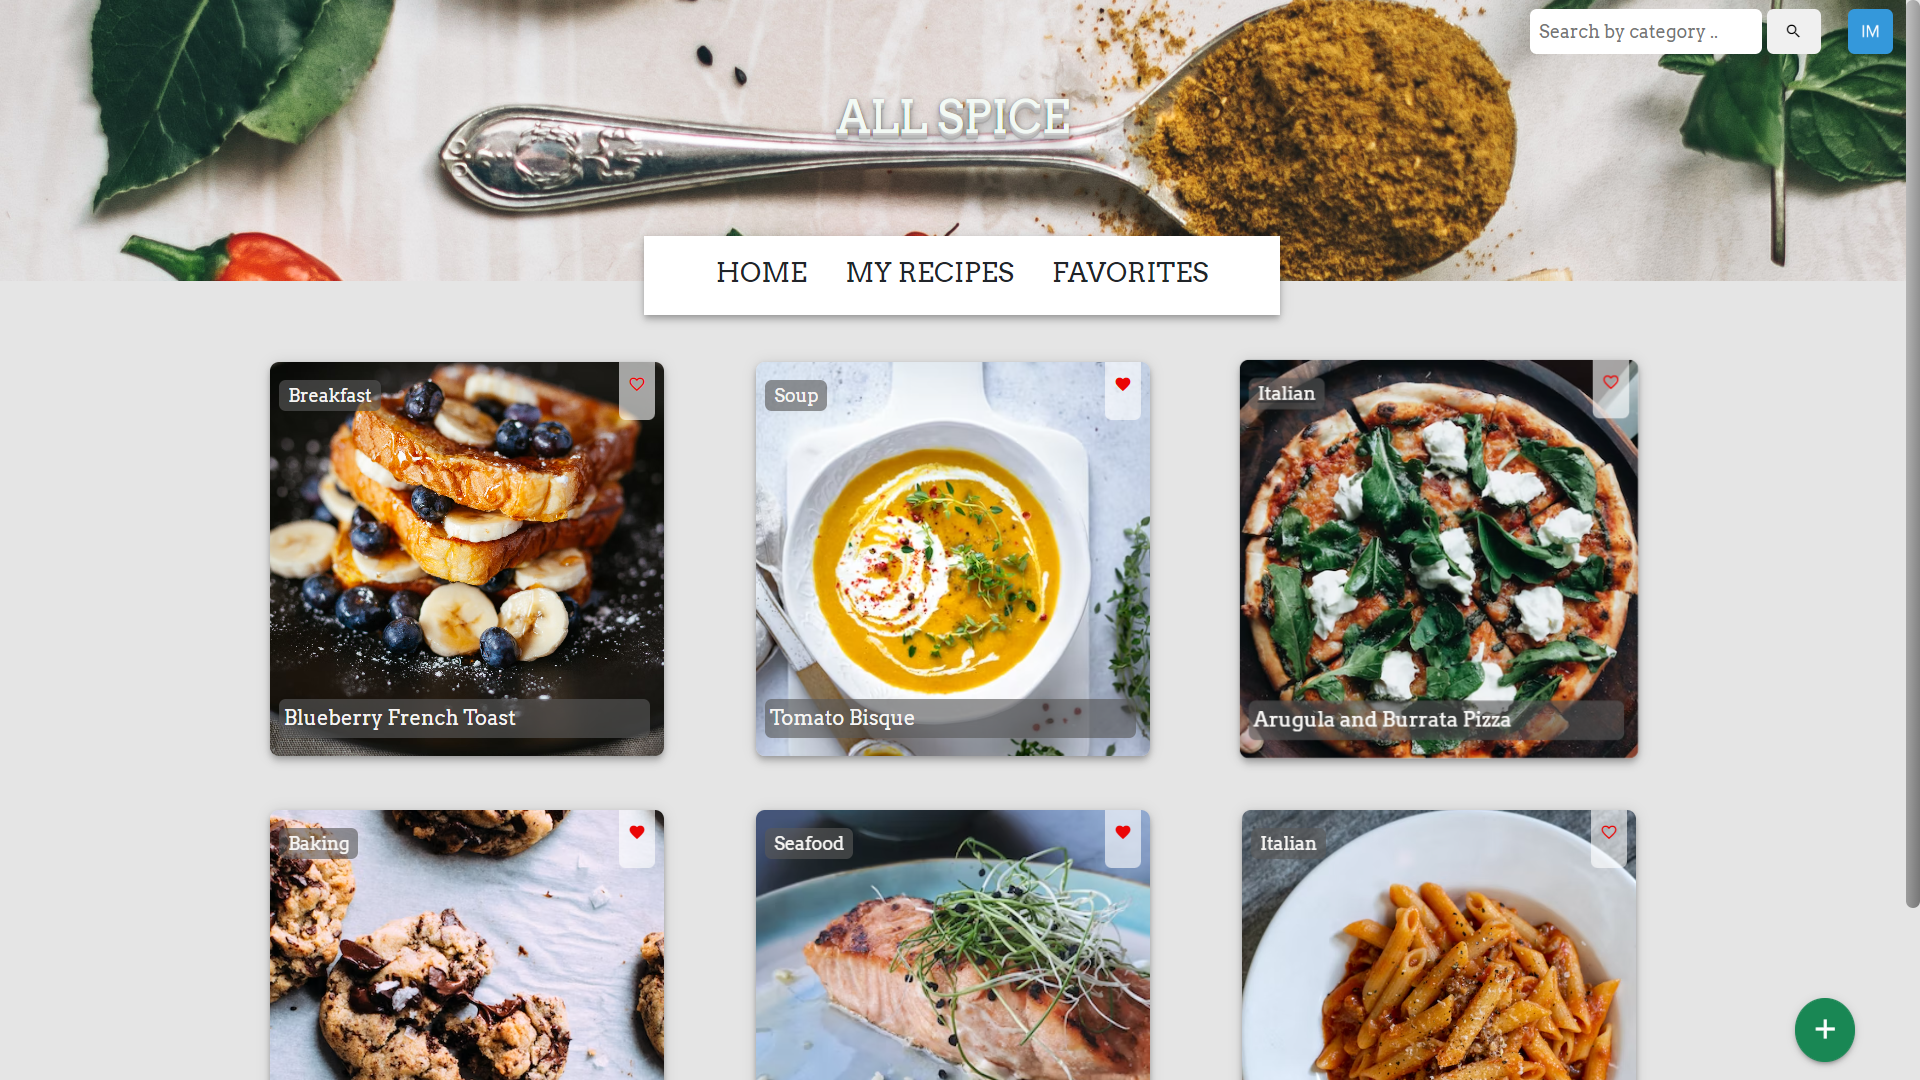 Search by category ..
IM
ALL SPICE
HOME MY RECIPES FAVORITES
Breakfast
Soup
Italian
Blueberry French Toast
Tomato Bisque
Arugula and Burrata Pizza
Baking
Seafood
Italian
+